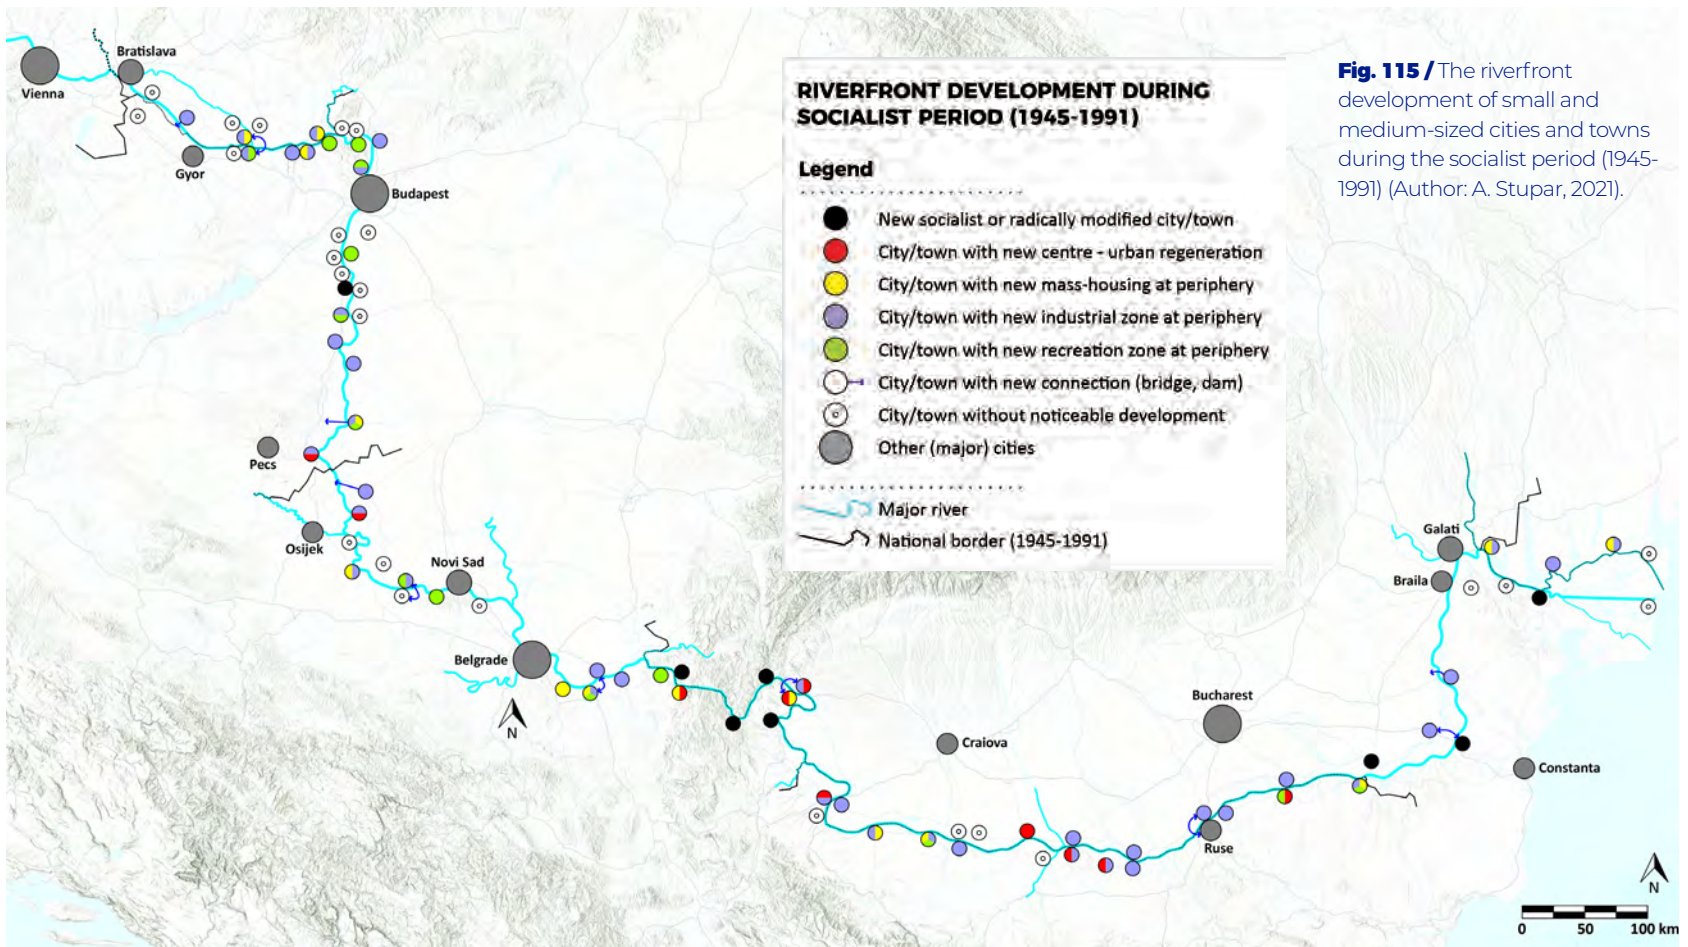 Fig. 115 / The riverfront
development of small and
medium-sized cities and towns
during the socialist period (1945-
1991) (Author: A. Stupar, 2021).
RIVERFRONT DEVELOPMENT DURING
SOCIALIST PERIOD (1945-1991)
Legend
New socialist or radically modified city/town
City/town with new centre - urban regeneration
City/town with new mass-housing at periphery
City/town with new industrial zone at periphery
City/town with new recreation zone at periphery
City/town with new connection (bridge, dam)
City/town without noticeable development
Other (major) cities
Major river
National border (1945-1991)
Vienna
Bratislava
Gyor
Budapest
Pecs
Osijek
Novi Sad
Belgrade
N
Craiova
Bucharest
Ruse
Galati
Braila
Constanta
N
0 50 100 km